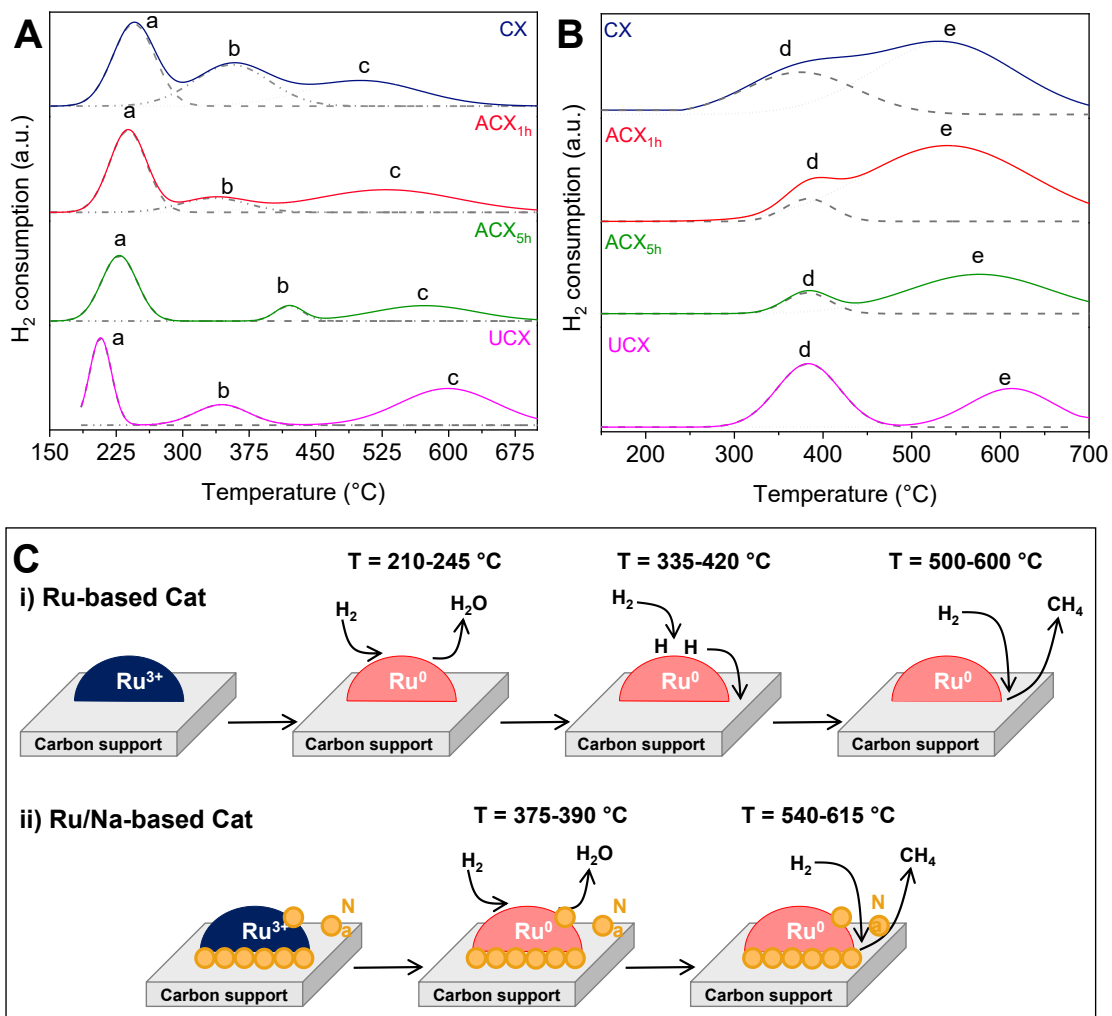 A
CX
a
b
c
ACX1h
a
b
c
ACX5h
a
b
c
UCX
a
b
c
H2 consumption (a.u.)
150 225 300 375 450 525 600 675
Temperature (°C)
B
CX
d
e
ACX1h
d
e
ACX5h
d
e
UCX
d
e
H2 consumption (a.u.)
200 300 400 500 600 700
Temperature (°C)
C
T = 210-245 °C T = 335-420 °C T = 500-600 °C
i) Ru-based Cat
H2 H2O H2 H2 CH4
H H
Ru3+ Ru0 Ru0 Ru0
Carbon support Carbon support Carbon support Carbon support
ii) Ru/Na-based Cat
T = 375-390 °C T = 540-615 °C
H2 H2O H2 CH4
N N N
a a a
Ru3+ Ru0 Ru0
Carbon support Carbon support Carbon support